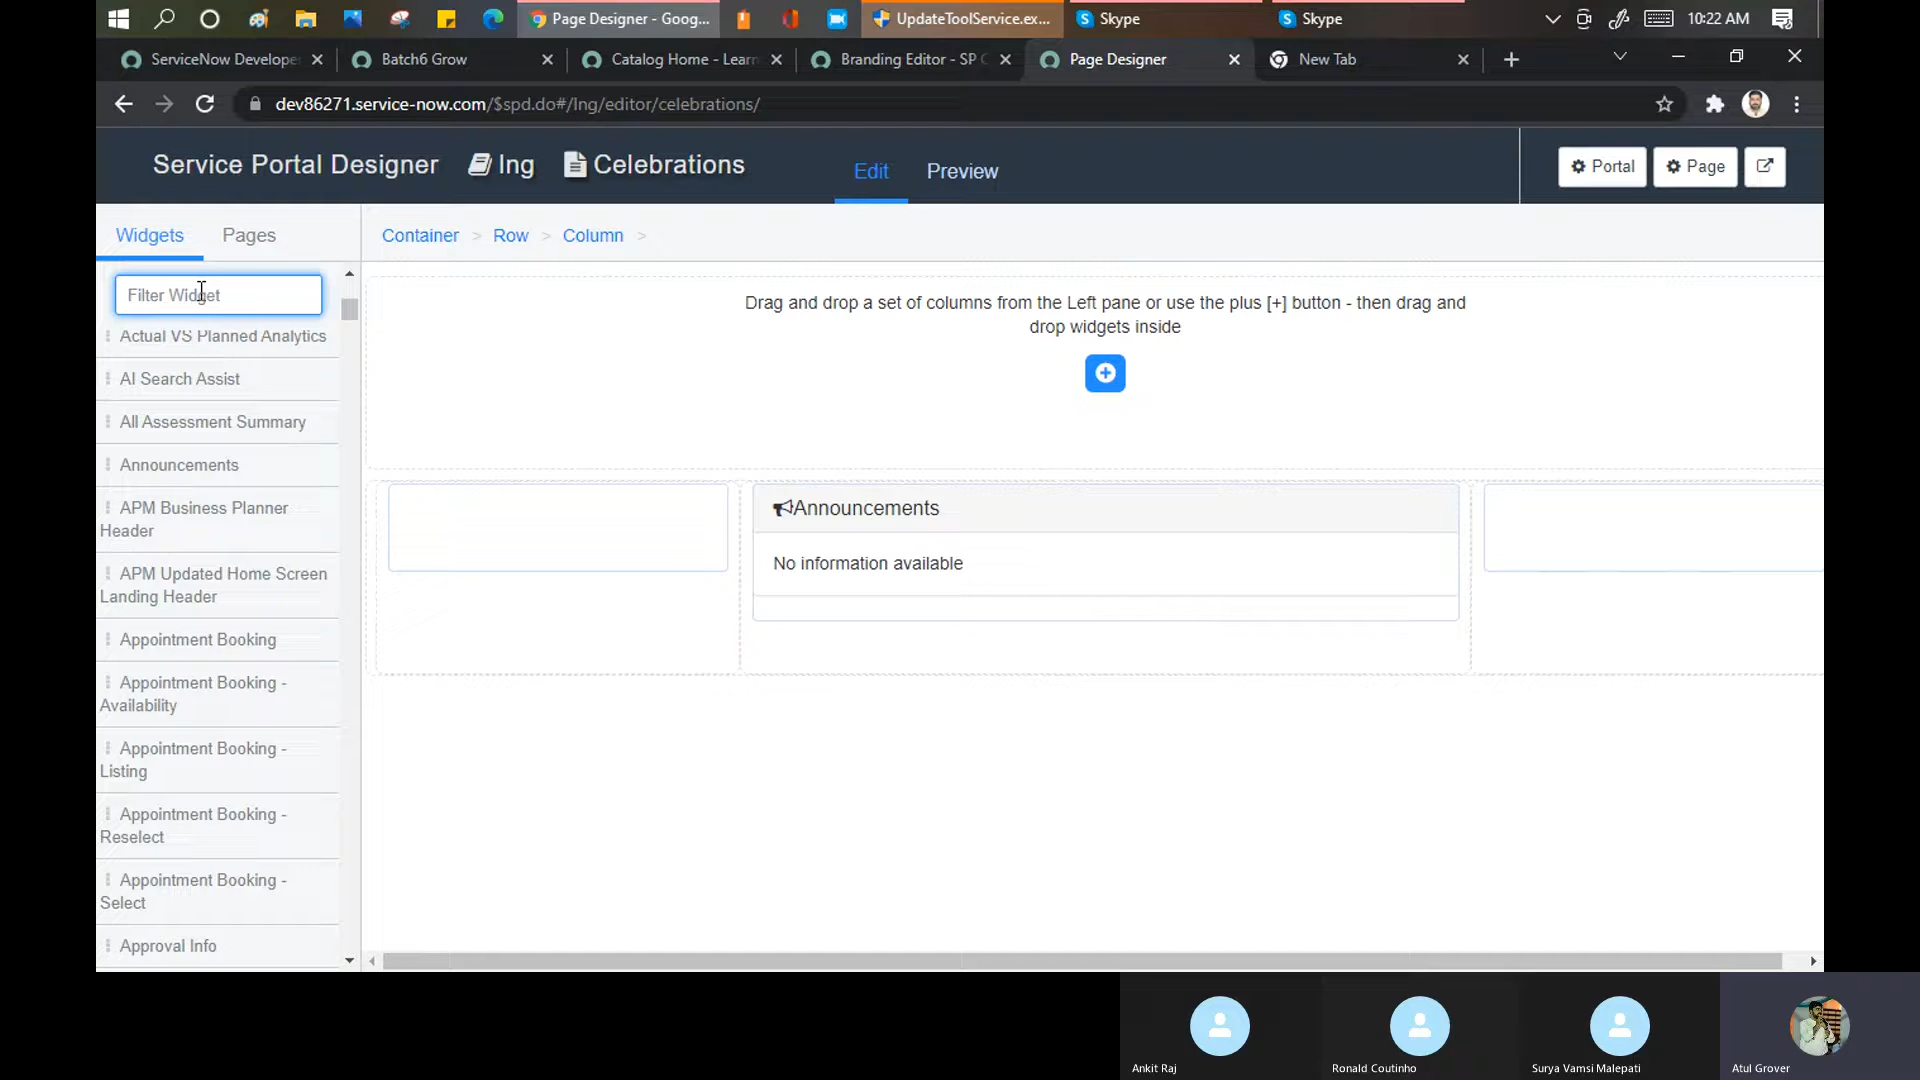 Page Designer - Goog...
UpdateToolService.ex...
Skype
Skype
10:22 AM
ServiceNow Develope
Batch6 Grow
Catalog Home - Learn
Branding Editor - SP C
Page Designer
New Tab
dev86271.service-now.com/$spd.do#/lng/editor/celebrations/
Service Portal Designer
lng
Celebrations
Edit
Preview
Portal
Page
Widgets
Pages
Container > Row > Column >
Filter Widget
Actual VS Planned Analytics
AI Search Assist
All Assessment Summary
Announcements
APM Business Planner
Header
APM Updated Home Screen
Landing Header
Appointment Booking
Appointment Booking -
Availability
Appointment Booking -
Listing
Appointment Booking -
Reselect
Appointment Booking -
Select
Approval Info
Drag and drop a set of columns from the Left pane or use the plus [+] button - then drag and
drop widgets inside
Announcements
No information available
Ankit Raj
Ronald Coutinho
Surya Vamsi Malepati
Atul Grover